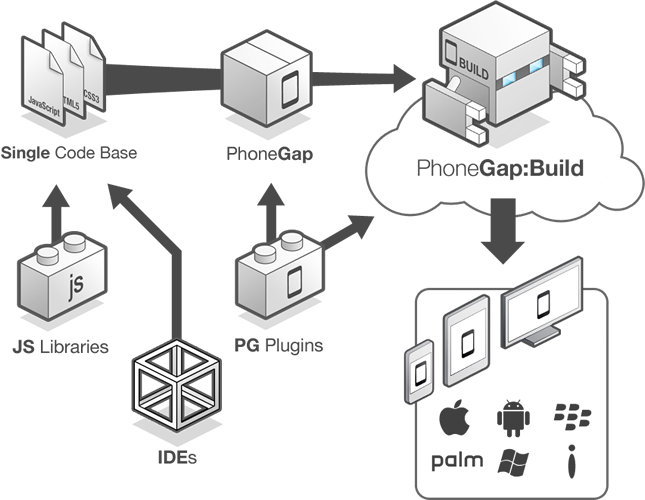 JavaScript
HTML5
CSS3
BUILD
Single Code Base
PhoneGap
PhoneGap:Build
js
JS Libraries
PG Plugins
IDEs
palm